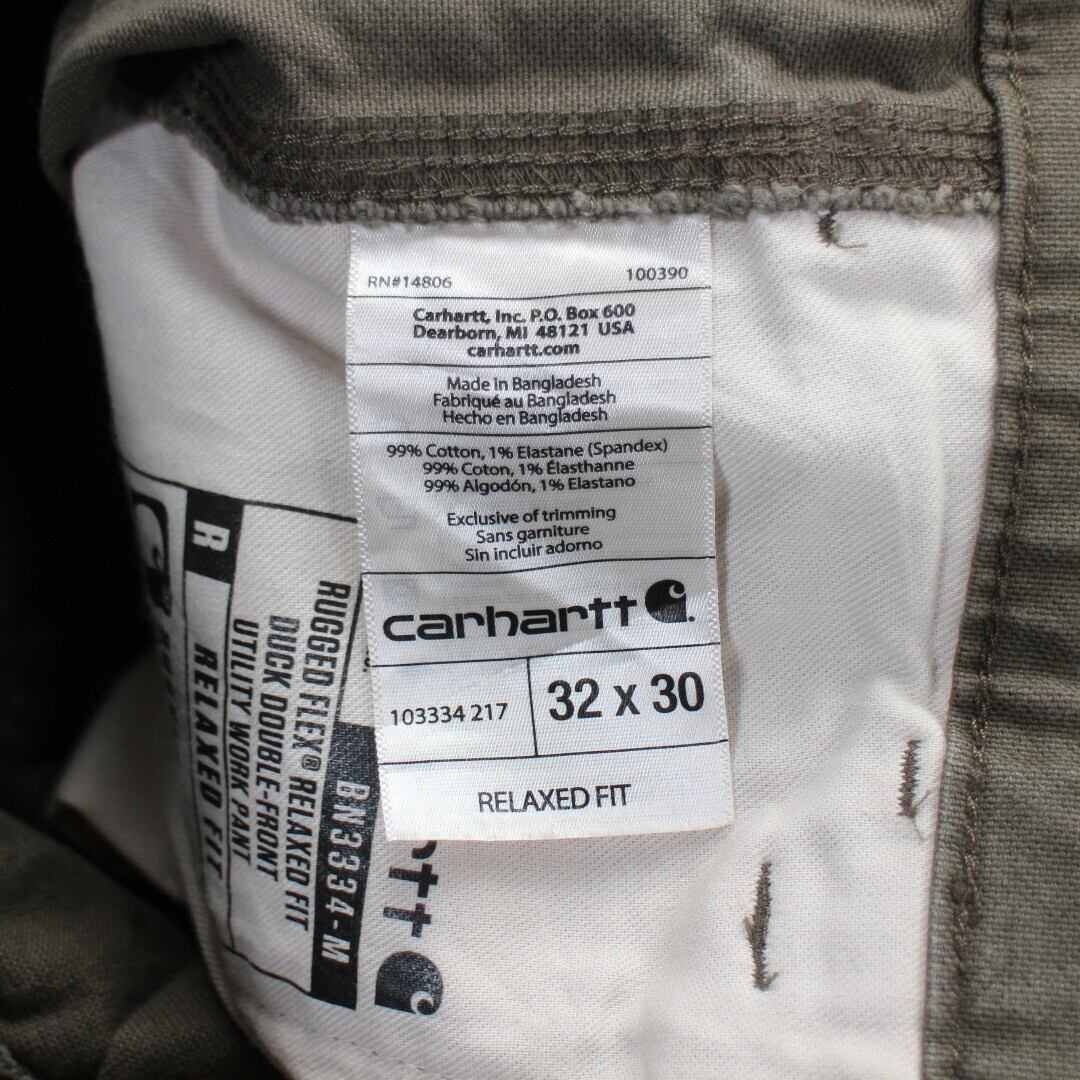 RN#14806 100390
Carhartt, Inc. P.O. Box 600
Dearborn, MI 48121 USA
carhartt.com
Made in Bangladesh
Fabriqué au Bangladesh
Hecho en Bangladesh
99% Cotton, 1% Elastane (Spandex)
99% Coton, 1% Élasthanne
99% Algodón, 1% Elastano
Exclusive of trimming
Sans garniture
Sin incluir adorno
carhartt
103334 217
32 x 30
RELAXED FIT
BN3334-M
RUGGED FLEX® RELAXED FIT
DUCK DOUBLE-FRONT
UTILITY WORK PANT
R RELAXED FIT